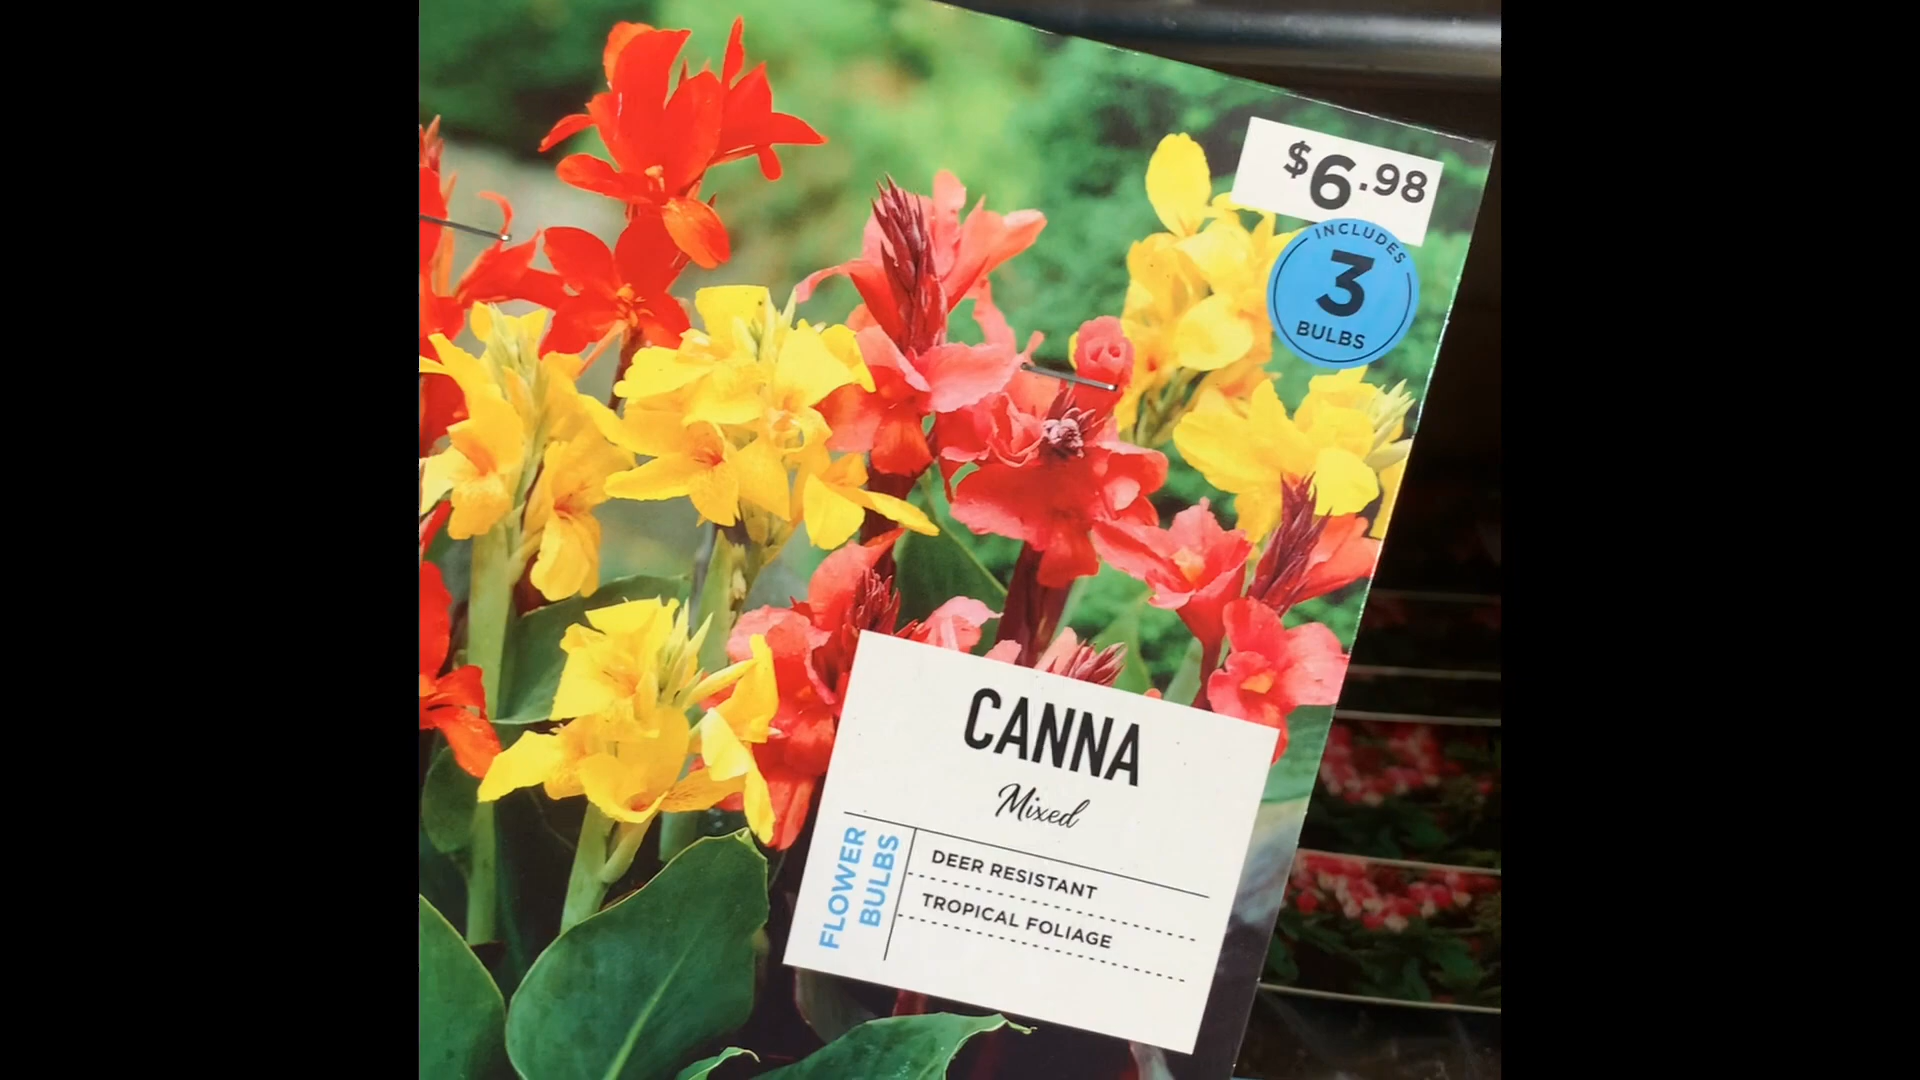 $6.98
INCLUDES
3
BULBS
CANNA
Mixed
FLOWER
BULBS
DEER RESISTANT
TROPICAL FOLIAGE